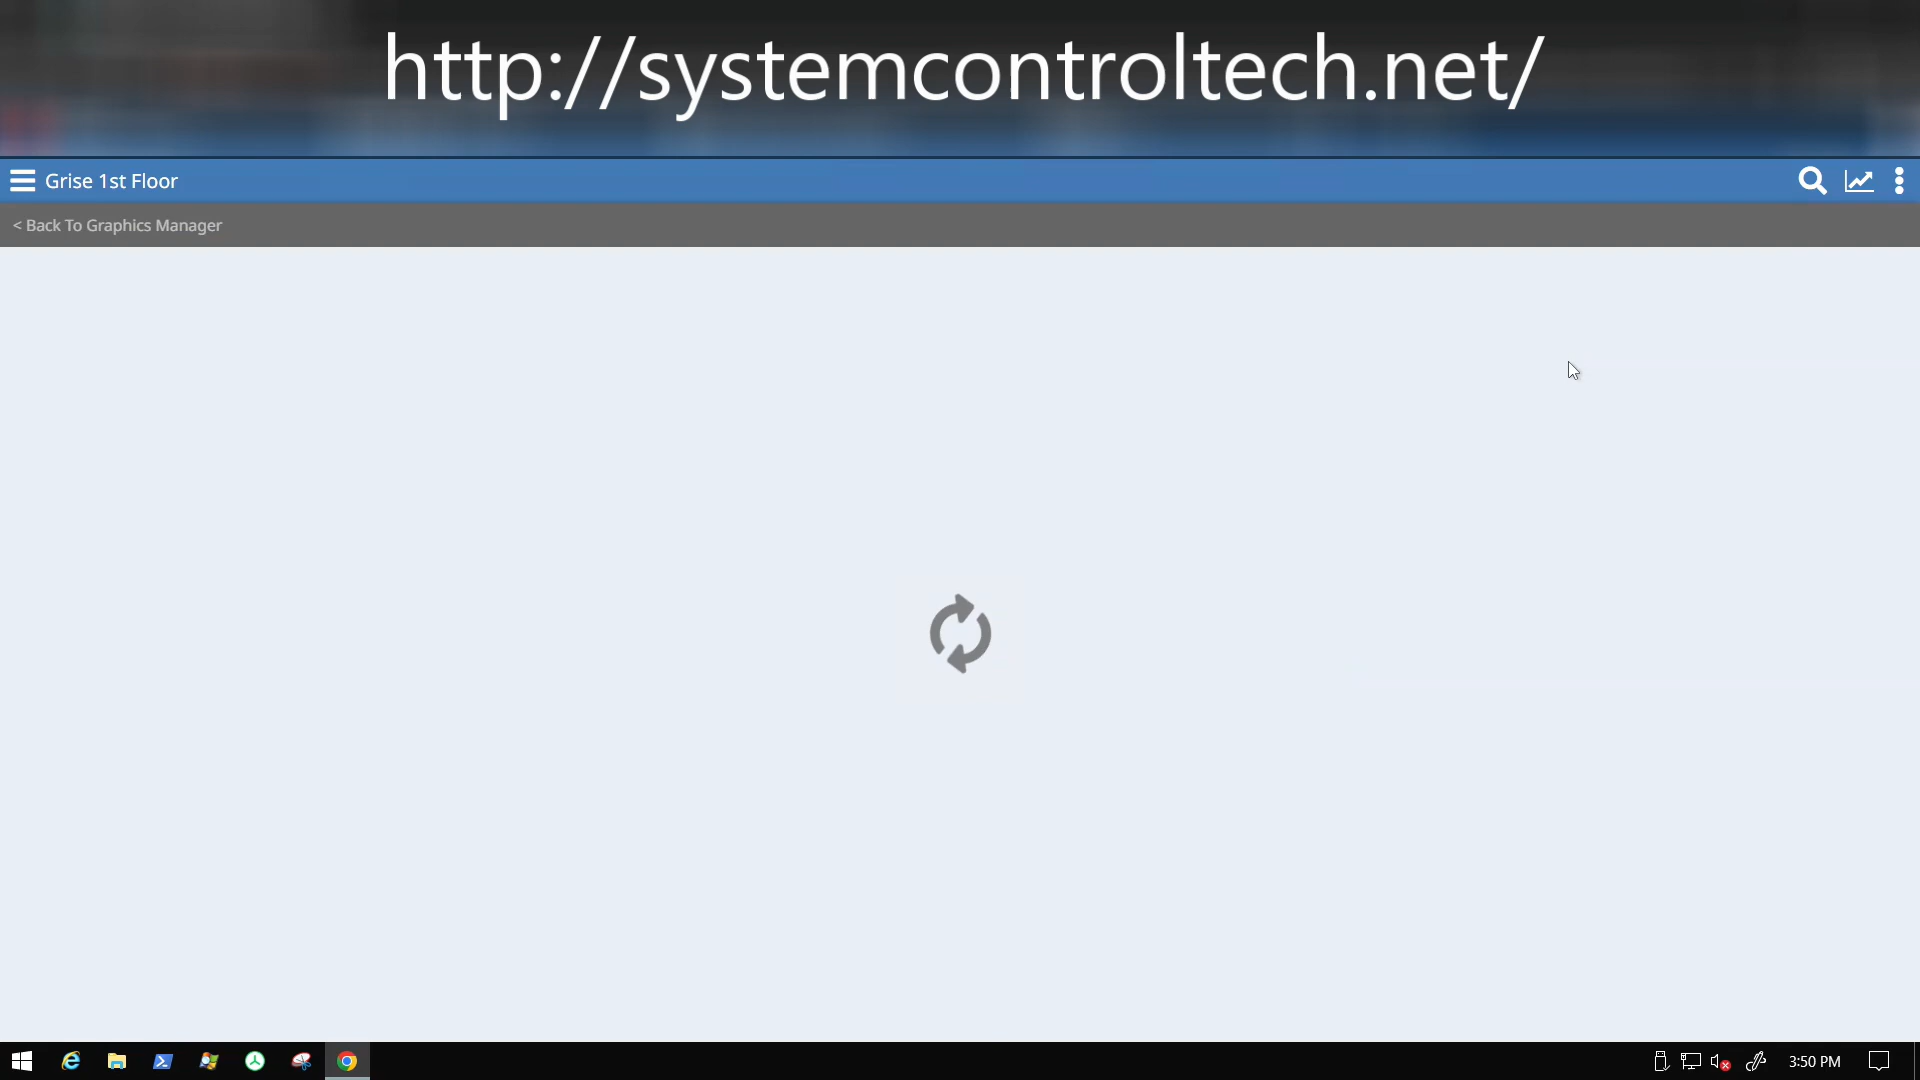 http://systemcontroltech.net/
Grise 1st Floor
< Back To Graphics Manager
3:50 PM